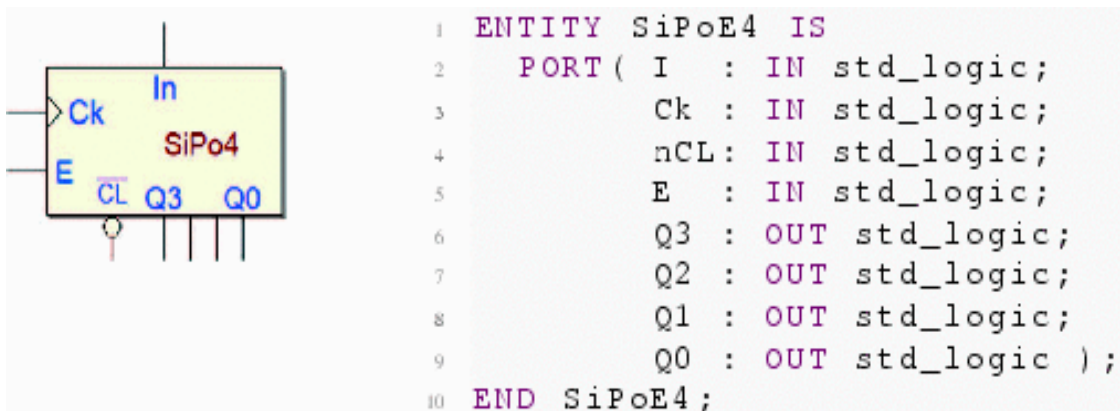 In
Ck
SiPo4
E
CL Q3 Q0
1 ENTITY SiPoE4 IS
2 PORT( I : IN std_logic;
3 Ck : IN std_logic;
4 nCL: IN std_logic;
5 E : IN std_logic;
6 Q3 : OUT std_logic;
7 Q2 : OUT std_logic;
8 Q1 : OUT std_logic;
9 Q0 : OUT std_logic );
10 END SiPoE4;